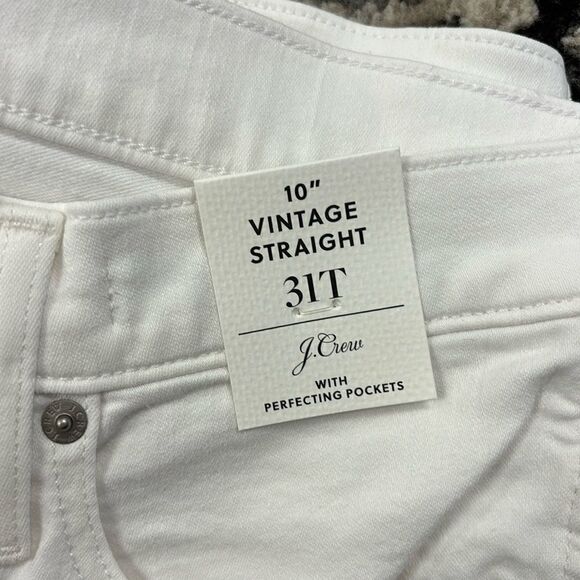 10"
VINTAGE
STRAIGHT
31T
J.Crew
WITH
PERFECTING POCKETS